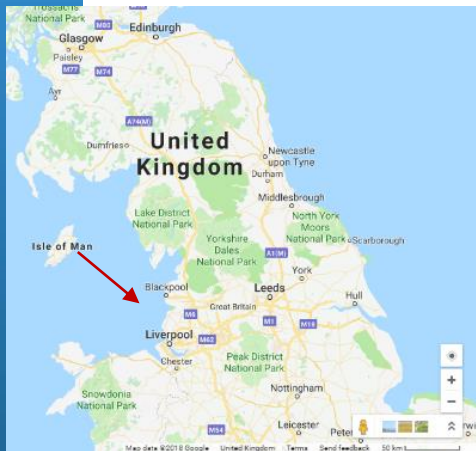 Trossachs
National Park
Glasgow
Edinburgh
M80
M8
Paisley
M77
M74
Ayr
A74(M)
Dumfries
United
Kingdom
Newcastle
upon Tyne
Durham
Middlesbrough
Lake District
National Park
North York
Moors
National Park
Scarborough
Isle of Man
Yorkshire
Dales
National Park
A1(M)
York
Blackpool
Leeds
Hull
M6
Great Britain
M1
M18
Liverpool
M62
Chester
Peak District
National Park
Snowdonia
National Park
Nottingham
M54
Leicester
Map data ©2018 Google
United Kingdom
Terms
Send feedback
50 km